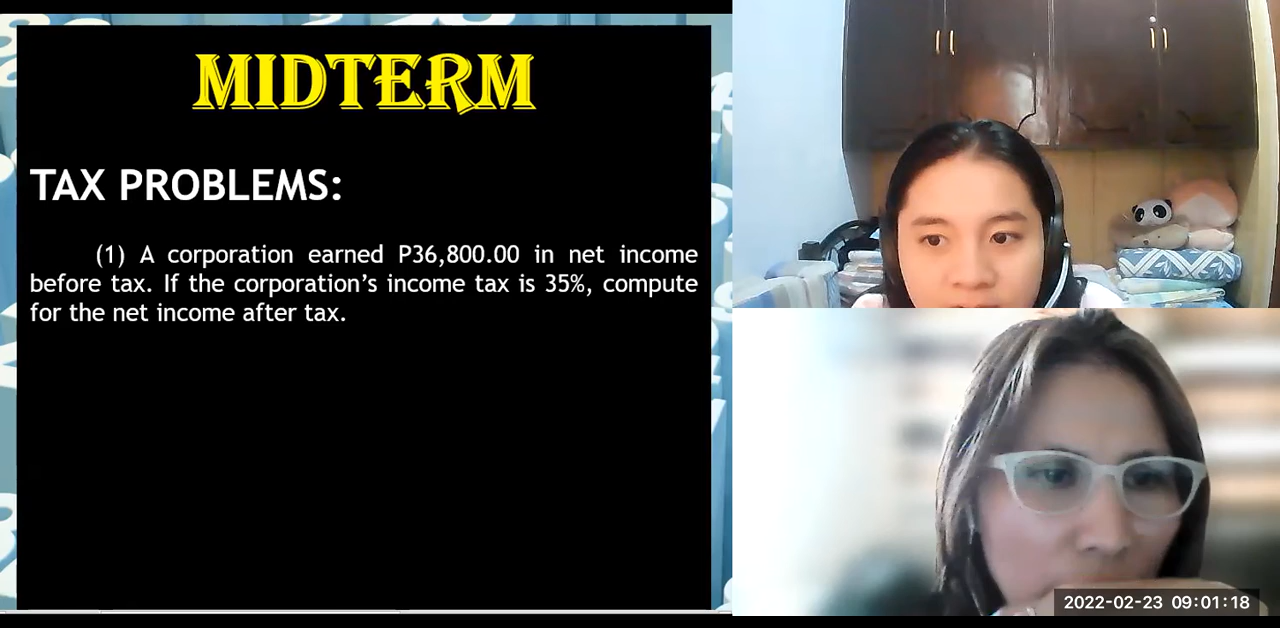 MIDTERM
TAX PROBLEMS:
(1) A corporation earned P36,800.00 in net income
before tax. If the corporation’s income tax is 35%, compute
for the net income after tax.
2022-02-23 09:01:18